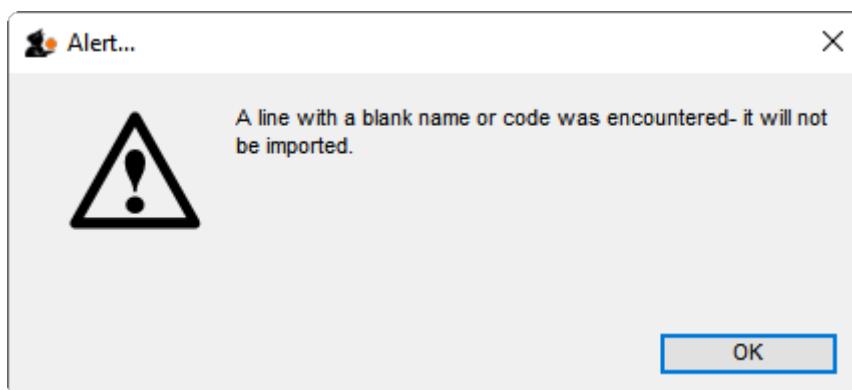 Alert...
A line with a blank name or code was encountered- it will not
be imported.
OK